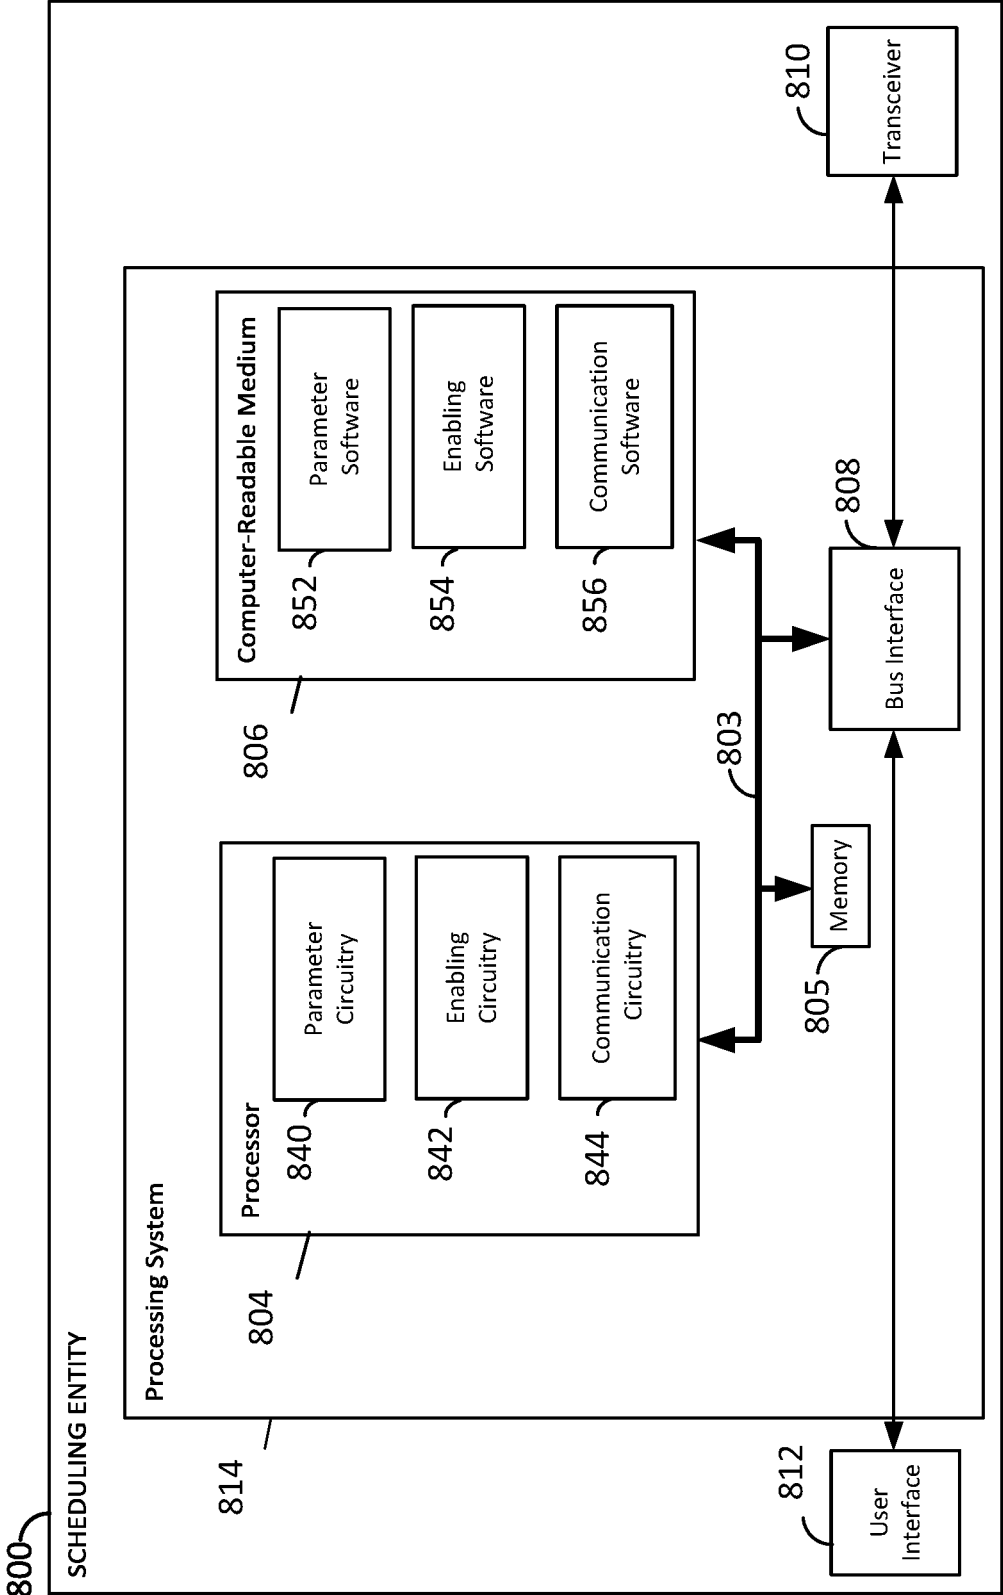 800
SCHEDULING ENTITY
Processing System
814
Processor
804
Parameter
Circuitry
840
Enabling
Circuitry
842
Communication
Circuitry
844
Computer-Readable Medium
806
Parameter
Software
852
Enabling
Software
854
Communication
Software
856
803
Memory
805
Bus Interface
808
User
Interface
812
Transceiver
810